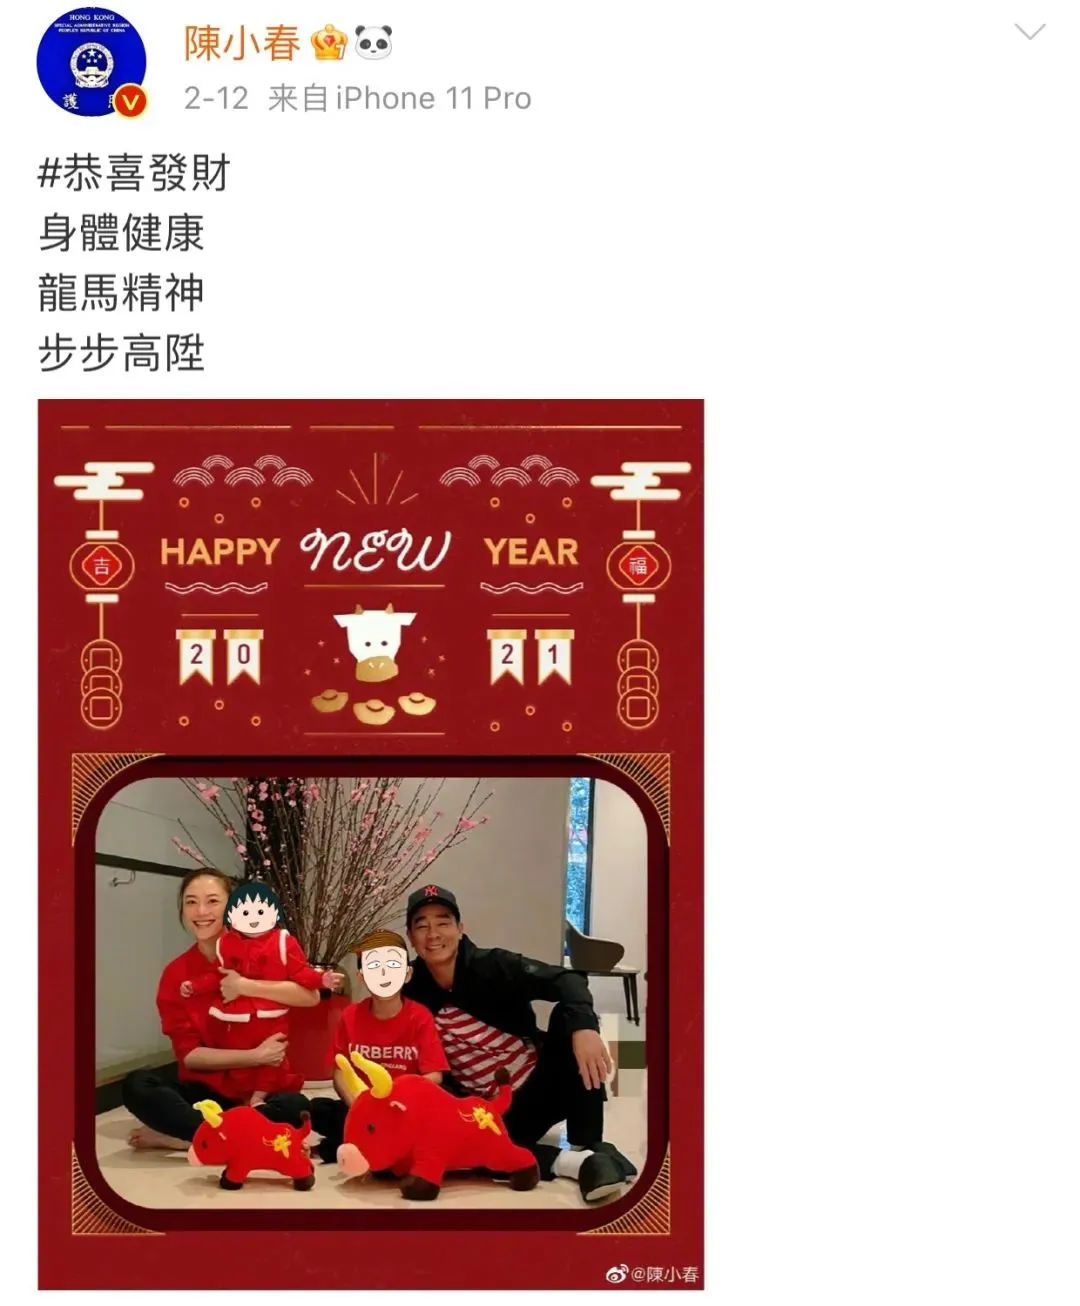 HONG KONG
SPECIAL ADMINISTRATIVE REGION
PEOPLE'S REPUBLIC OF CHINA
護
V
陳小春
2-12 来自iPhone 11 Pro
#恭喜發財
身體健康
龍馬精神
步步高陞
吉
HAPPY NEW YEAR
福
2 0 2 1
NY
URBERRY
@陳小春